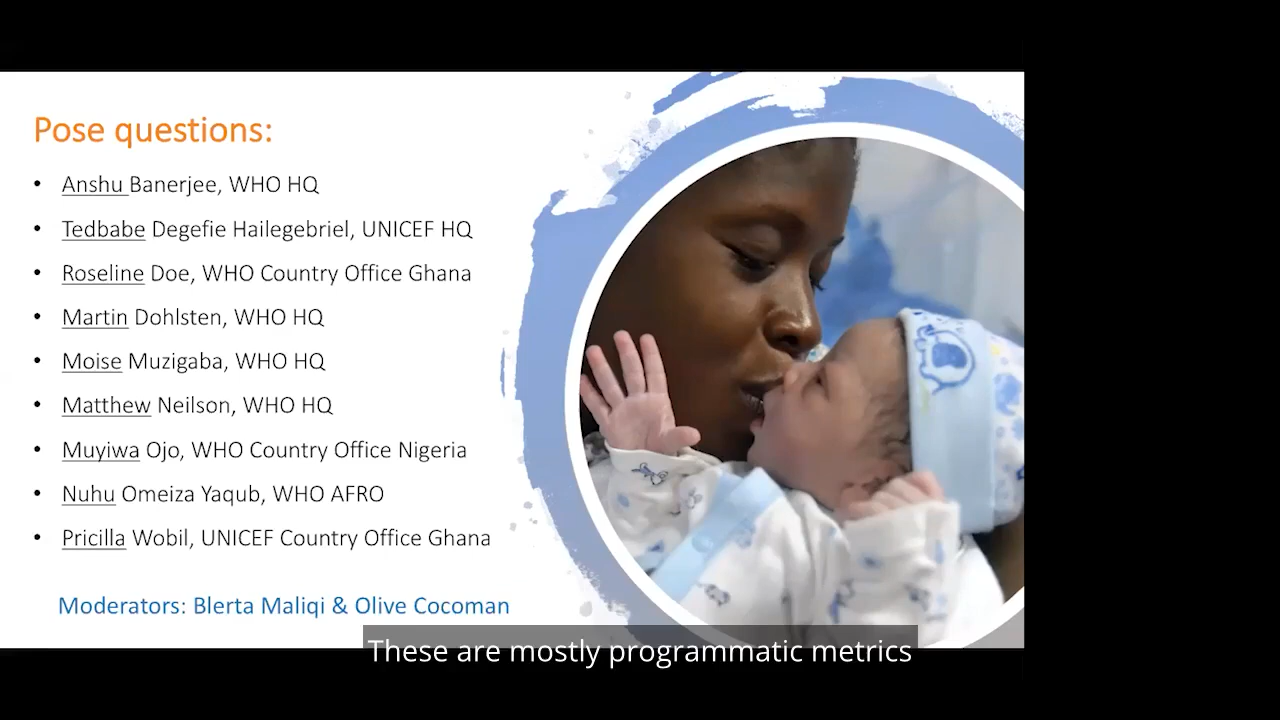 Pose questions:
• Anshu Banerjee, WHO HQ
• Tedbabe Degefie Hailegebriel, UNICEF HQ
• Roseline Doe, WHO Country Office Ghana
• Martin Dohlsten, WHO HQ
• Moise Muzigaba, WHO HQ
• Matthew Neilson, WHO HQ
• Muyiwa Ojo, WHO Country Office Nigeria
• Nuhu Omeiza Yaqub, WHO AFRO
• Pricilla Wobil, UNICEF Country Office Ghana
Moderators: Blerta Maliqi & Olive Cocoman
These are mostly programmatic metrics